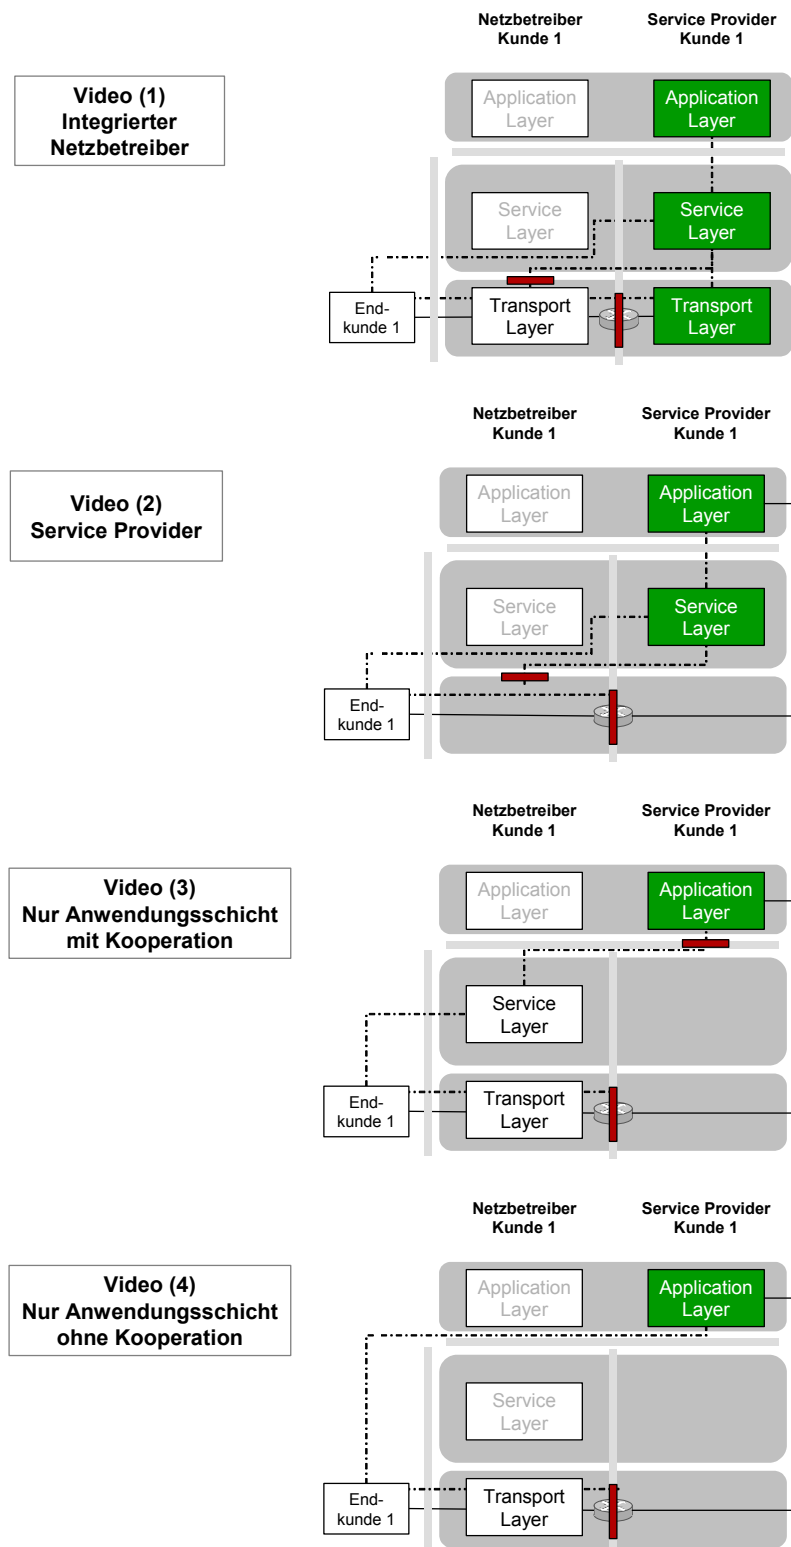 Netzbetreiber
Kunde 1
Service Provider
Kunde 1
Video (1)
Integrierter
Netzbetreiber
Application
Layer
Application
Layer
Service
Layer
Service
Layer
End-
kunde 1
Transport
Layer
Transport
Layer
Netzbetreiber
Kunde 1
Service Provider
Kunde 1
Video (2)
Service Provider
Application
Layer
Application
Layer
Service
Layer
Service
Layer
End-
kunde 1
Netzbetreiber
Kunde 1
Service Provider
Kunde 1
Video (3)
Nur Anwendungsschicht
mit Kooperation
Application
Layer
Application
Layer
Service
Layer
End-
kunde 1
Transport
Layer
Netzbetreiber
Kunde 1
Service Provider
Kunde 1
Video (4)
Nur Anwendungsschicht
ohne Kooperation
Application
Layer
Application
Layer
Service
Layer
End-
kunde 1
Transport
Layer